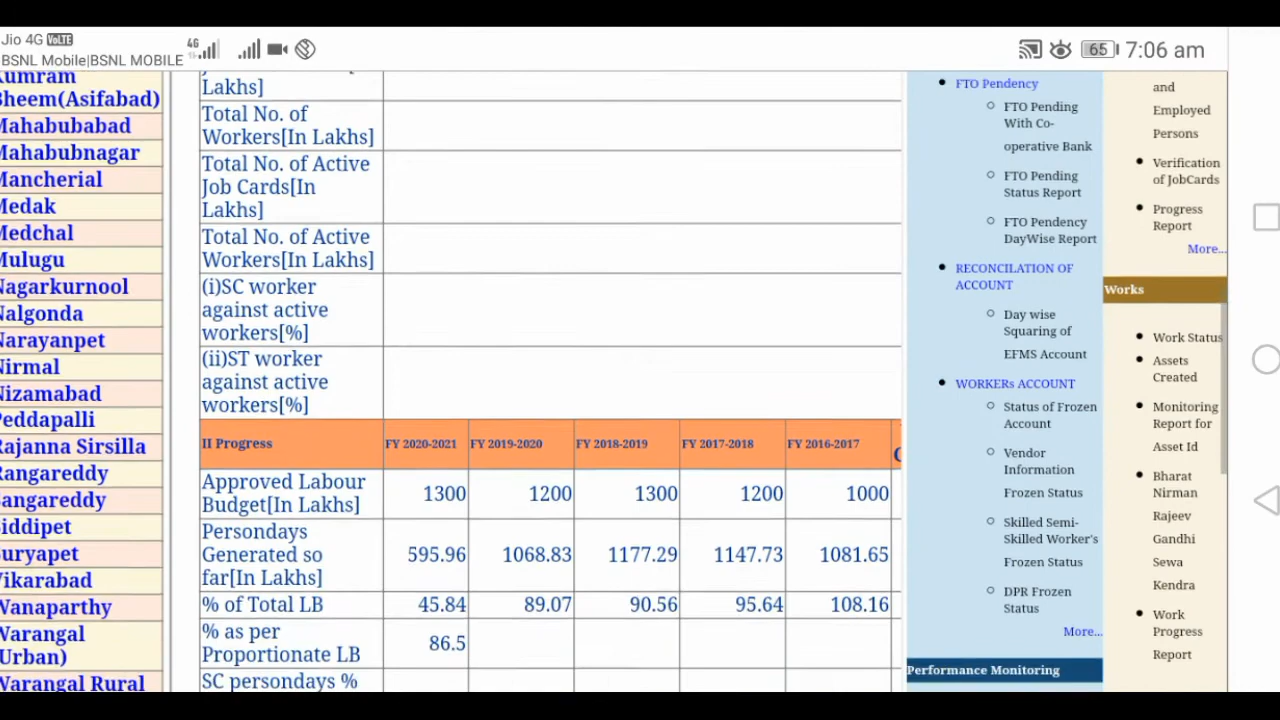 Jio 4G VoLTE
BSNL Mobile|BSNL MOBILE
4G
65
7:06 am
Kumram
Bheem(Asifabad)
Mahabubabad
Mahabubnagar
Mancherial
Medak
Medchal
Mulugu
Nagarkurnool
Nalgonda
Narayanpet
Nirmal
Nizamabad
Peddapalli
Rajanna Sirsilla
Rangareddy
Sangareddy
Siddipet
Suryapet
Vikarabad
Wanaparthy
Warangal
(Urban)
Warangal Rural
Lakhs]
Total No. of
Workers[In Lakhs]
Total No. of Active
Job Cards[In
Lakhs]
Total No. of Active
Workers[In Lakhs]
(i)SC worker
against active
workers[%]
(ii)ST worker
against active
workers[%]
II Progress FY 2020-2021 FY 2019-2020 FY 2018-2019 FY 2017-2018 FY 2016-2017
Approved Labour
Budget[In Lakhs] 1300 1200 1300 1200 1000
Persondays
Generated so
far[In Lakhs] 595.96 1068.83 1177.29 1147.73 1081.65
% of Total LB 45.84 89.07 90.56 95.64 108.16
% as per
Proportionate LB 86.5
SC persondays %
FTO Pendency
FTO Pending
With Co-
operative Bank
FTO Pending
Status Report
FTO Pendency
DayWise Report
RECONCILATION OF
ACCOUNT
Day wise
Squaring of
EFMS Account
WORKERs ACCOUNT
Status of Frozen
Account
Vendor
Information
Frozen Status
Skilled Semi-
Skilled Worker's
Frozen Status
DPR Frozen
Status
More...
Performance Monitoring
and
Employed
Persons
Verification
of JobCards
Progress
Report
More...
Works
Work Status
Assets
Created
Monitoring
Report for
Asset Id
Bharat
Nirman
Rajeev
Gandhi
Sewa
Kendra
Work
Progress
Report